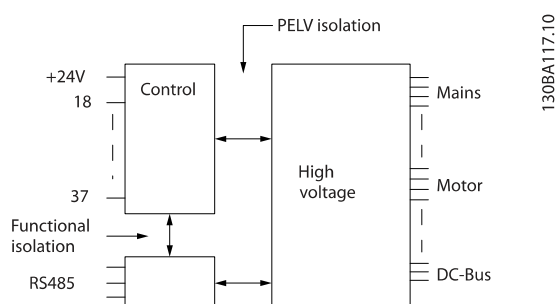 PELV isolation
130BA117.10
+24V
Control
Mains
18
High
voltage
Motor
37
Functional
isolation
DC-Bus
RS485